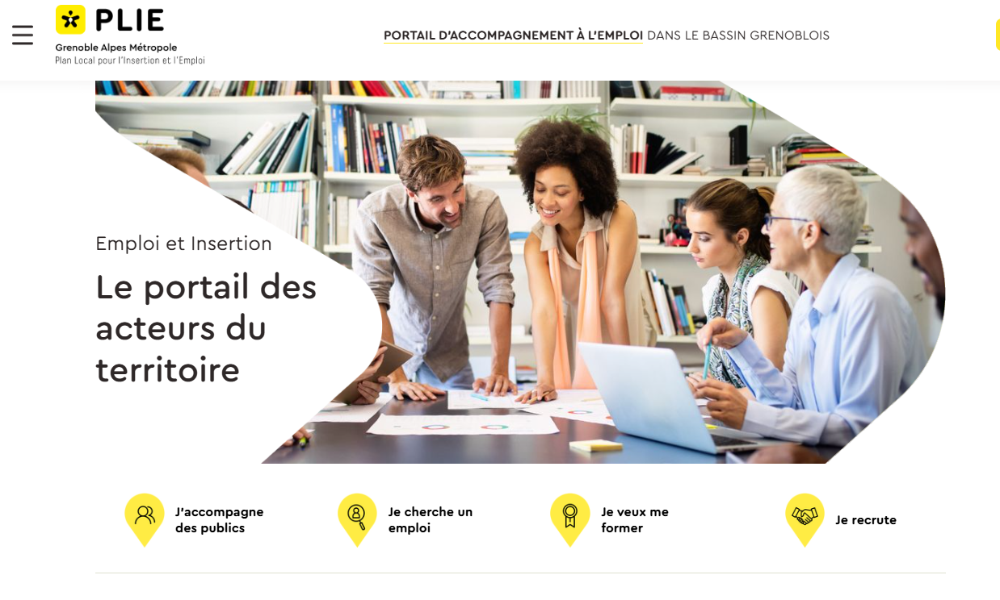 PLIE
Grenoble Alpes Métropole
Plan Local pour l'Insertion et l'Emploi
PORTAIL D'ACCOMPAGNEMENT À L'EMPLOI DANS LE BASSIN GRENOBLOIS
Emploi et Insertion
Le portail des
acteurs du
territoire
J'accompagne
des publics
Je cherche un
emploi
Je veux me
former
Je recrute